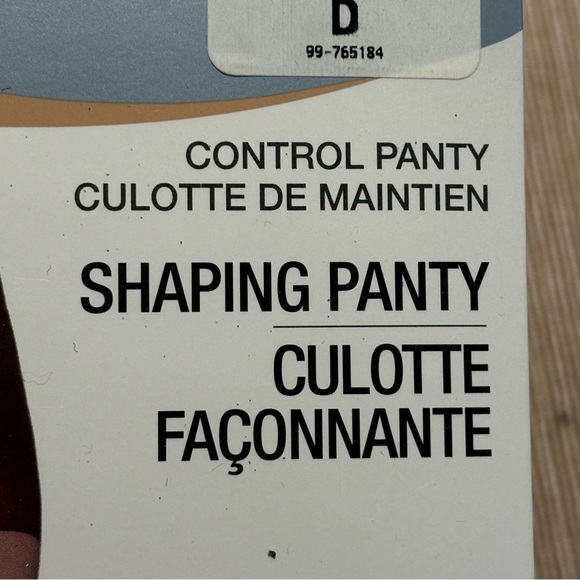 D
99-765184
CONTROL PANTY
CULOTTE DE MAINTIEN
SHAPING PANTY
CULOTTE
FAÇONNANTE